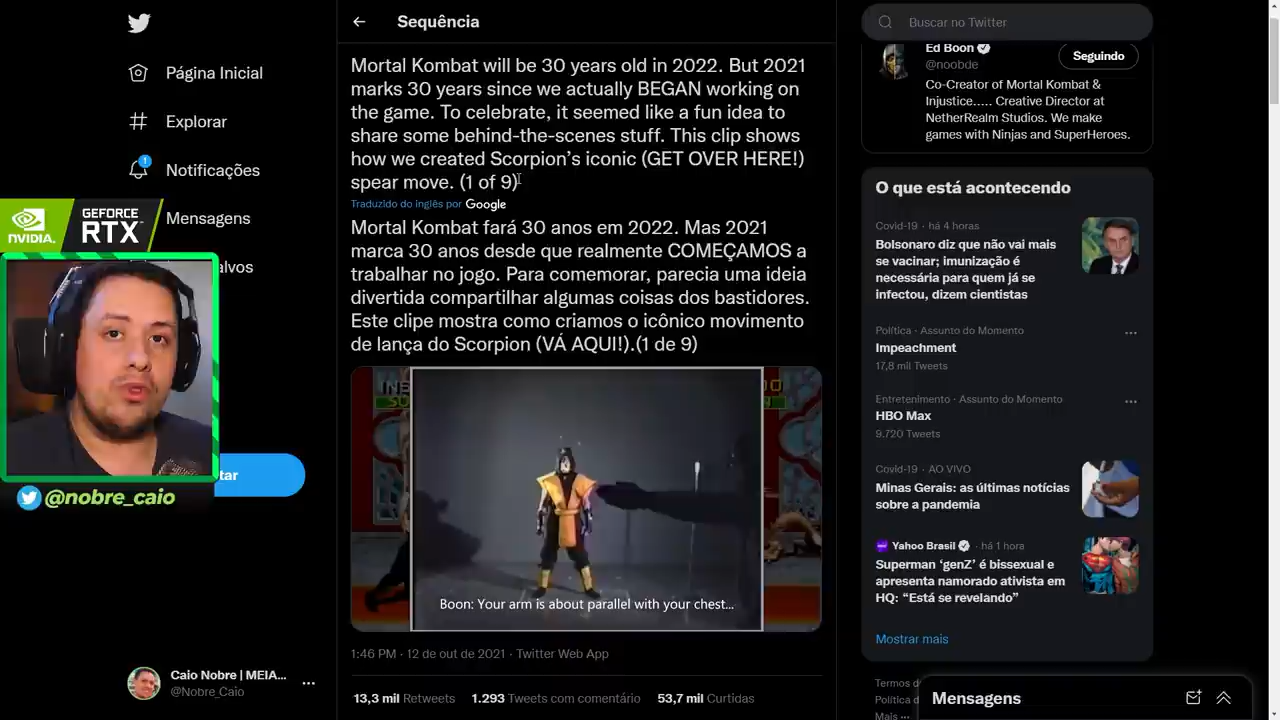 Sequência
Buscar no Twitter
Página Inicial
Explorar
1
Notificações
Mensagens
NVIDIA.
GEFORCE
RTX
@nobre_caio
Caio Nobre | MEIA...
@Nobre_Caio
Mortal Kombat will be 30 years old in 2022. But 2021
marks 30 years since we actually BEGAN working on
the game. To celebrate, it seemed like a fun idea to
share some behind-the-scenes stuff. This clip shows
how we created Scorpion's iconic (GET OVER HERE!)
spear move. (1 of 9)
Traduzido do inglês por Google
Mortal Kombat fará 30 anos em 2022. Mas 2021
marca 30 anos desde que realmente COMEÇAMOS a
trabalhar no jogo. Para comemorar, parecia uma ideia
divertida compartilhar algumas coisas dos bastidores.
Este clipe mostra como criamos o icônico movimento
de lança do Scorpion (VÁ AQUI!).(1 de 9)
Boon: Your arm is about parallel with your chest...
1:46 PM · 12 de out de 2021 · Twitter Web App
13,3 mil Retweets 1.293 Tweets com comentário 53,7 mil Curtidas
Ed Boon
@noobde
Seguindo
Co-Creator of Mortal Kombat &
Injustice..... Creative Director at
NetherRealm Studios. We make
games with Ninjas and SuperHeroes.
O que está acontecendo
Covid-19 · há 4 horas
Bolsonaro diz que não vai mais
se vacinar; imunização é
necessária para quem já se
infectou, dizem cientistas
Política · Assunto do Momento
Impeachment
17,8 mil Tweets
Entretenimento · Assunto do Momento
HBO Max
9.720 Tweets
Covid-19 · AO VIVO
Minas Gerais: as últimas notícias
sobre a pandemia
Yahoo Brasil · há 1 hora
Superman ‘genZ’ é bissexual e
apresenta namorado ativista em
HQ: “Está se revelando”
Mostrar mais
Termos d
Política d
Mais
Mensagens